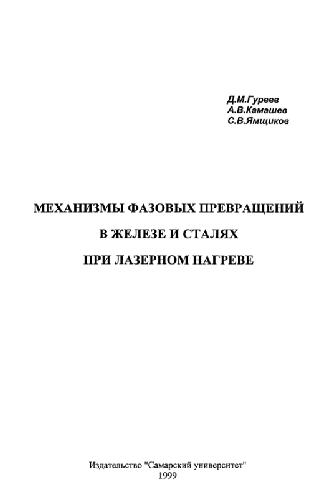 Д.М.Гуреев
А.В.Камашев
С.В.Ямщиков
МЕХАНИЗМЫ ФАЗОВЫХ ПРЕВРАЩЕНИЙ
В ЖЕЛЕЗЕ И СТАЛЯХ
ПРИ ЛАЗЕРНОМ НАГРЕВЕ
Издательство "Самарский университет"
1999